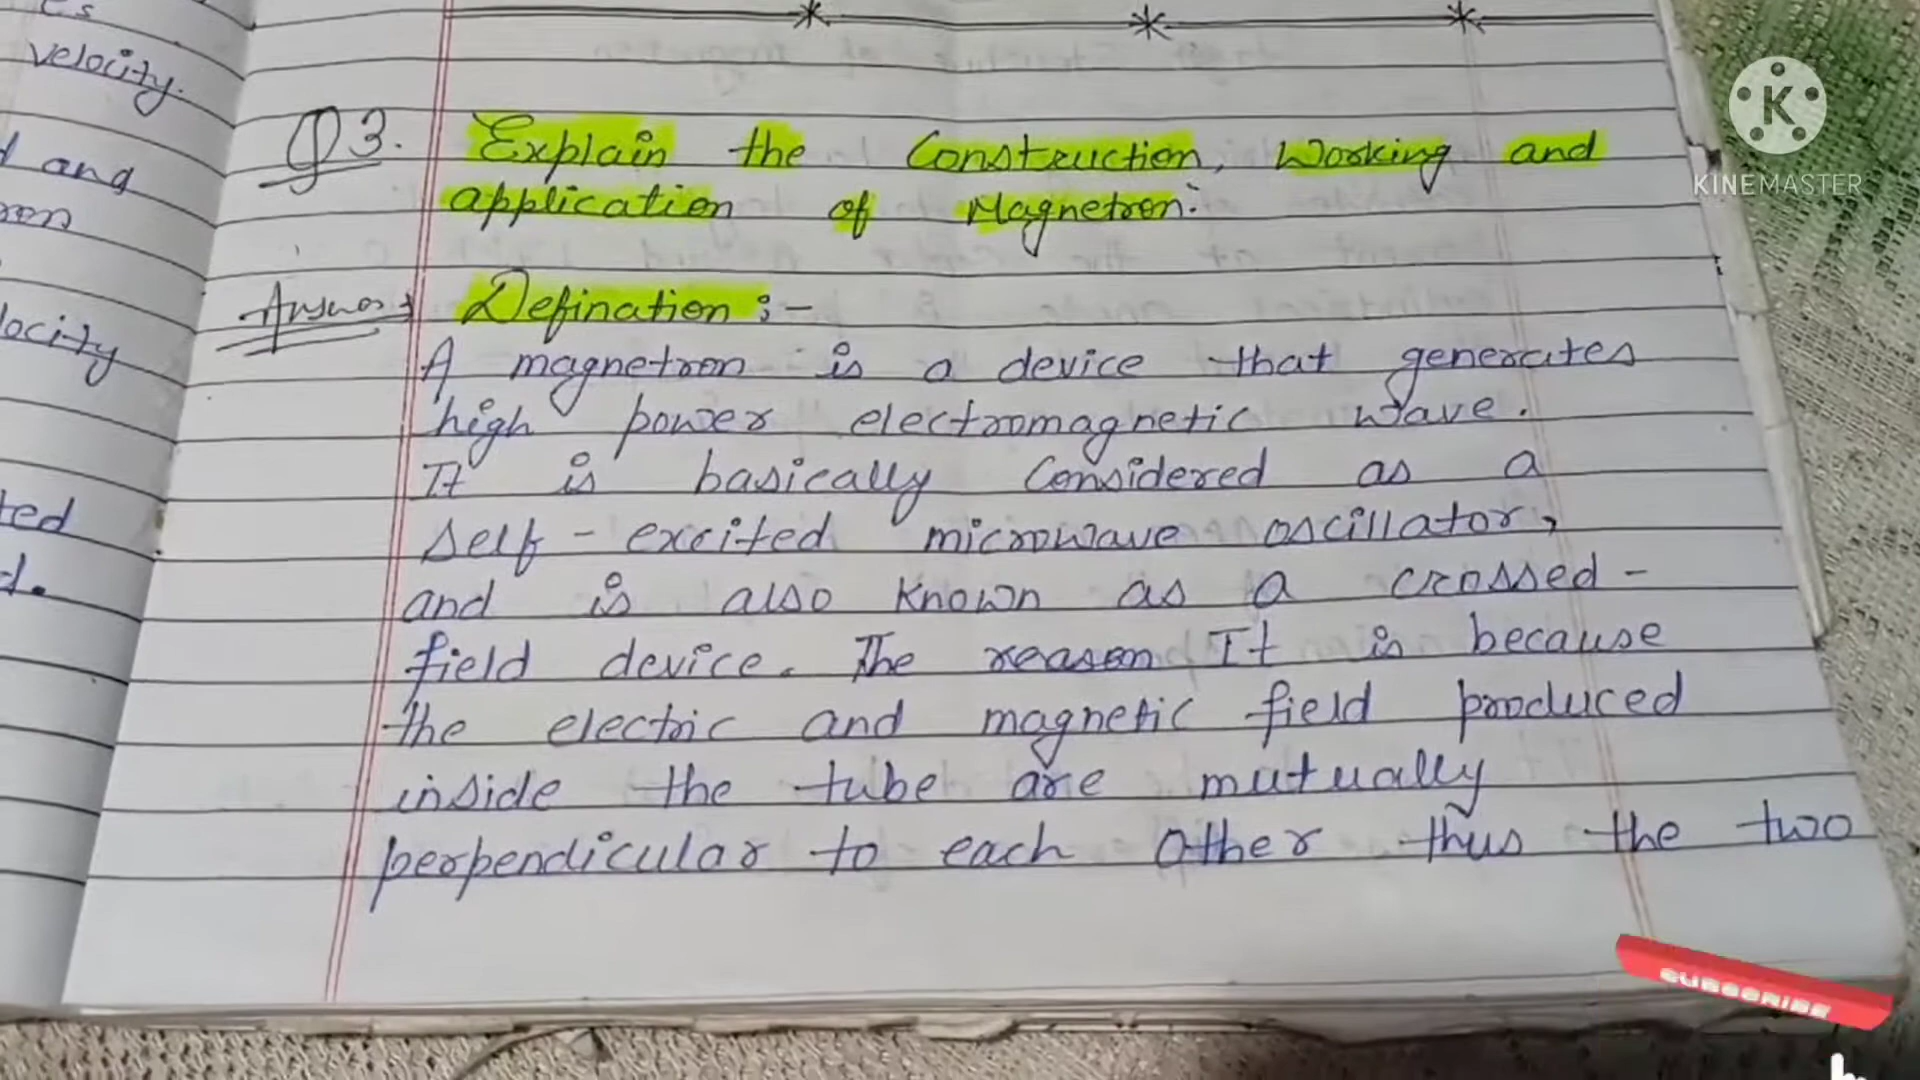 es
velocity.
and
locity
ted
d.
Q3. Explain the Construction, Working and
application of Magnetron:
Answer → Defination :-
A magnetron is a device that generates
high power electromagnetic wave.
It is basically Considered as a
self - excited microwave oscillator,
and is also known as a crossed -
field device. The reason It is because
the electric and magnetic field produced
inside the tube are mutually
perpendicular to each other thus the two
K
KINEMASTER
SUBSCRIBE